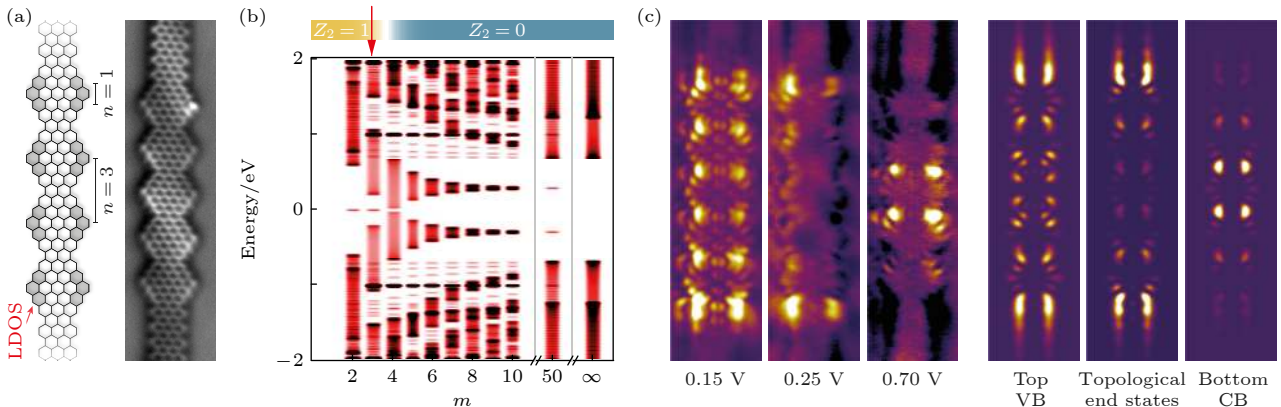 (a)
n = 1
n = 3
LDOS
(b)
Z2 = 1
Z2 = 0
Energy/eV
2
1
0
−2
2
4
6
8
10
50
∞
m
(c)
0.15 V
0.25 V
0.70 V
Top
VB
Topological
end states
Bottom
CB